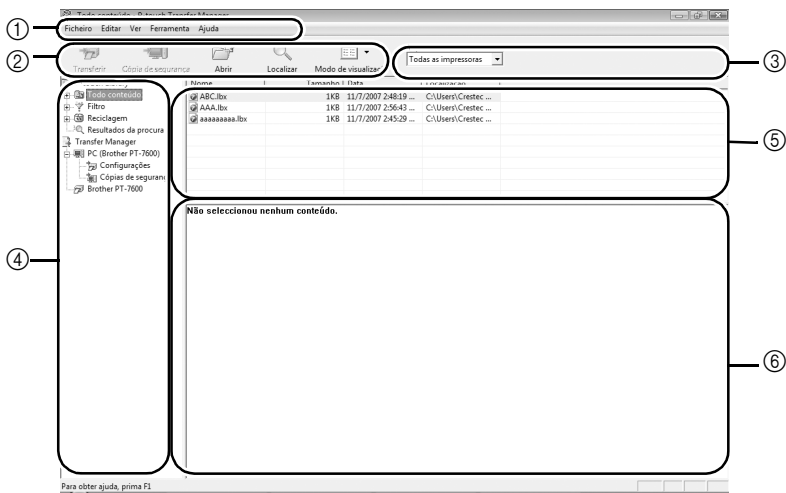 Todo conteúdo - P-touch Transfer Manager
① Ficheiro Editar Ver Ferramenta Ajuda
② Transferir Cópia de segurança Abrir Localizar Modo de visualizar
Todas as impressoras ③
Library
Todo conteúdo
Filtro
Reciclagem
Resultados da procura
Transfer Manager
PC (Brother PT-7600)
Configurações
Cópias de seguran
Brother PT-7600
④
Nome Tamanho Data Localização
ABC.lbx 1KB 11/7/2007 2:48:19 ... C:\Users\Crestec ...
AAA.lbx 1KB 11/7/2007 2:56:43 ... C:\Users\Crestec ...
aaaaaaaaa.lbx 1KB 11/7/2007 2:45:29 ... C:\Users\Crestec ...
⑤
Não seleccionou nenhum conteúdo.
⑥
Para obter ajuda, prima F1